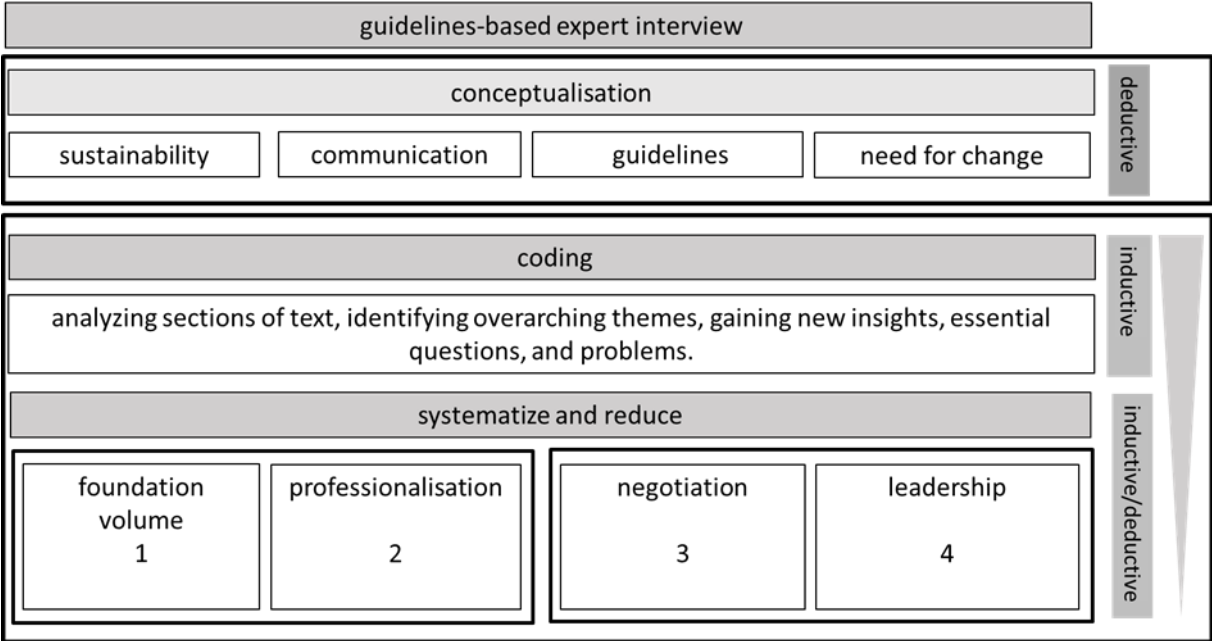 guidelines-based expert interview
conceptualisation
deductive
sustainability
communication
guidelines
need for change
coding
inductive
analyzing sections of text, identifying overarching themes, gaining new insights, essential
questions, and problems.
systematize and reduce
inductive/deductive
foundation
volume
1
professionalisation
2
negotiation
3
leadership
4